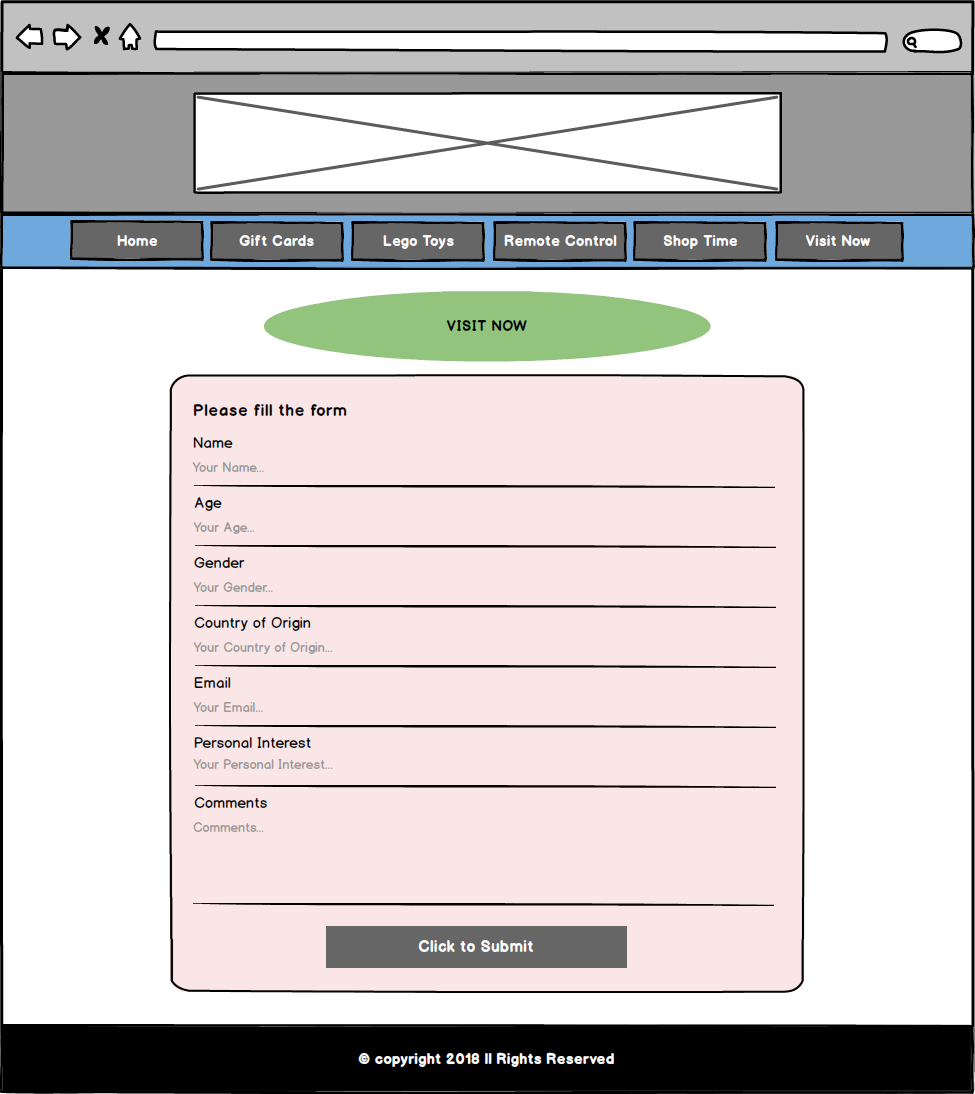 Home Gift Cards Lego Toys Remote Control Shop Time Visit Now
VISIT NOW
Please fill the form
Name
Your Name...
Age
Your Age...
Gender
Your Gender...
Country of Origin
Your Country of Origin...
Email
Your Email...
Personal Interest
Your Personal Interest...
Comments
Comments...
Click to Submit
© copyright 2018 ll Rights Reserved